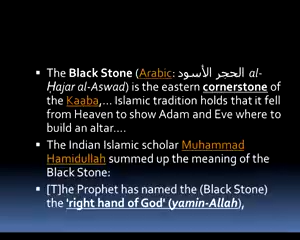 The Black Stone (Arabic: الحجر الأسود al-
Ḥajar al-Aswad) is the eastern cornerstone of
the Kaaba,... Islamic tradition holds that it fell
from Heaven to show Adam and Eve where to
build an altar....
The Indian Islamic scholar Muhammad
Hamidullah summed up the meaning of the
Black Stone:
[T]he Prophet has named the (Black Stone)
the 'right hand of God' (yamin-Allah),